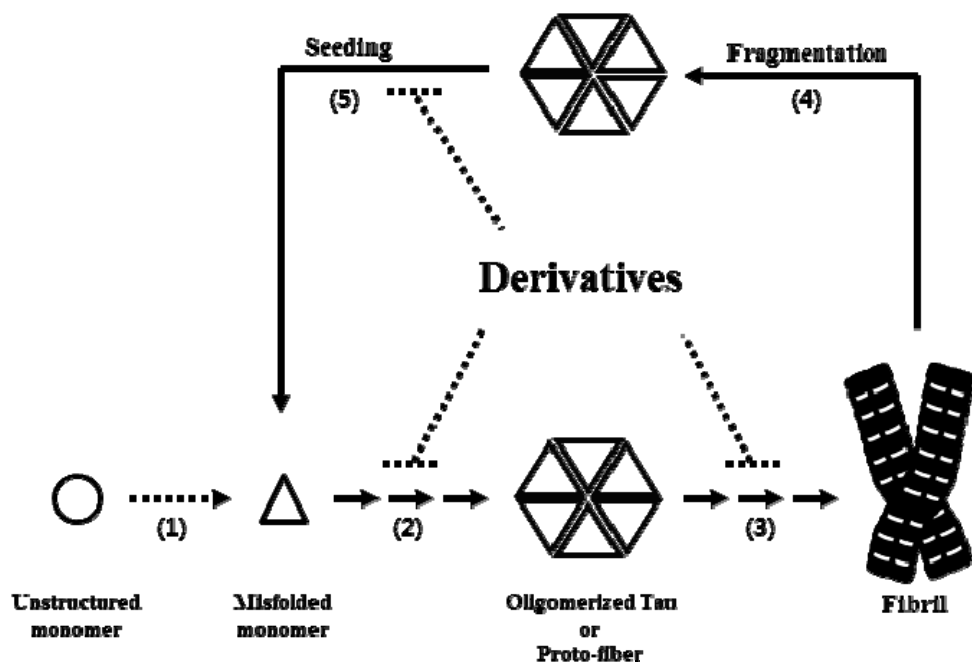 Seeding
Fragmentation
(5)
(4)
Derivatives
(1)
(2)
(3)
Unstructured
monomer
Misfolded
monomer
Oligomerized Tau
or
Proto-fiber
Fibril